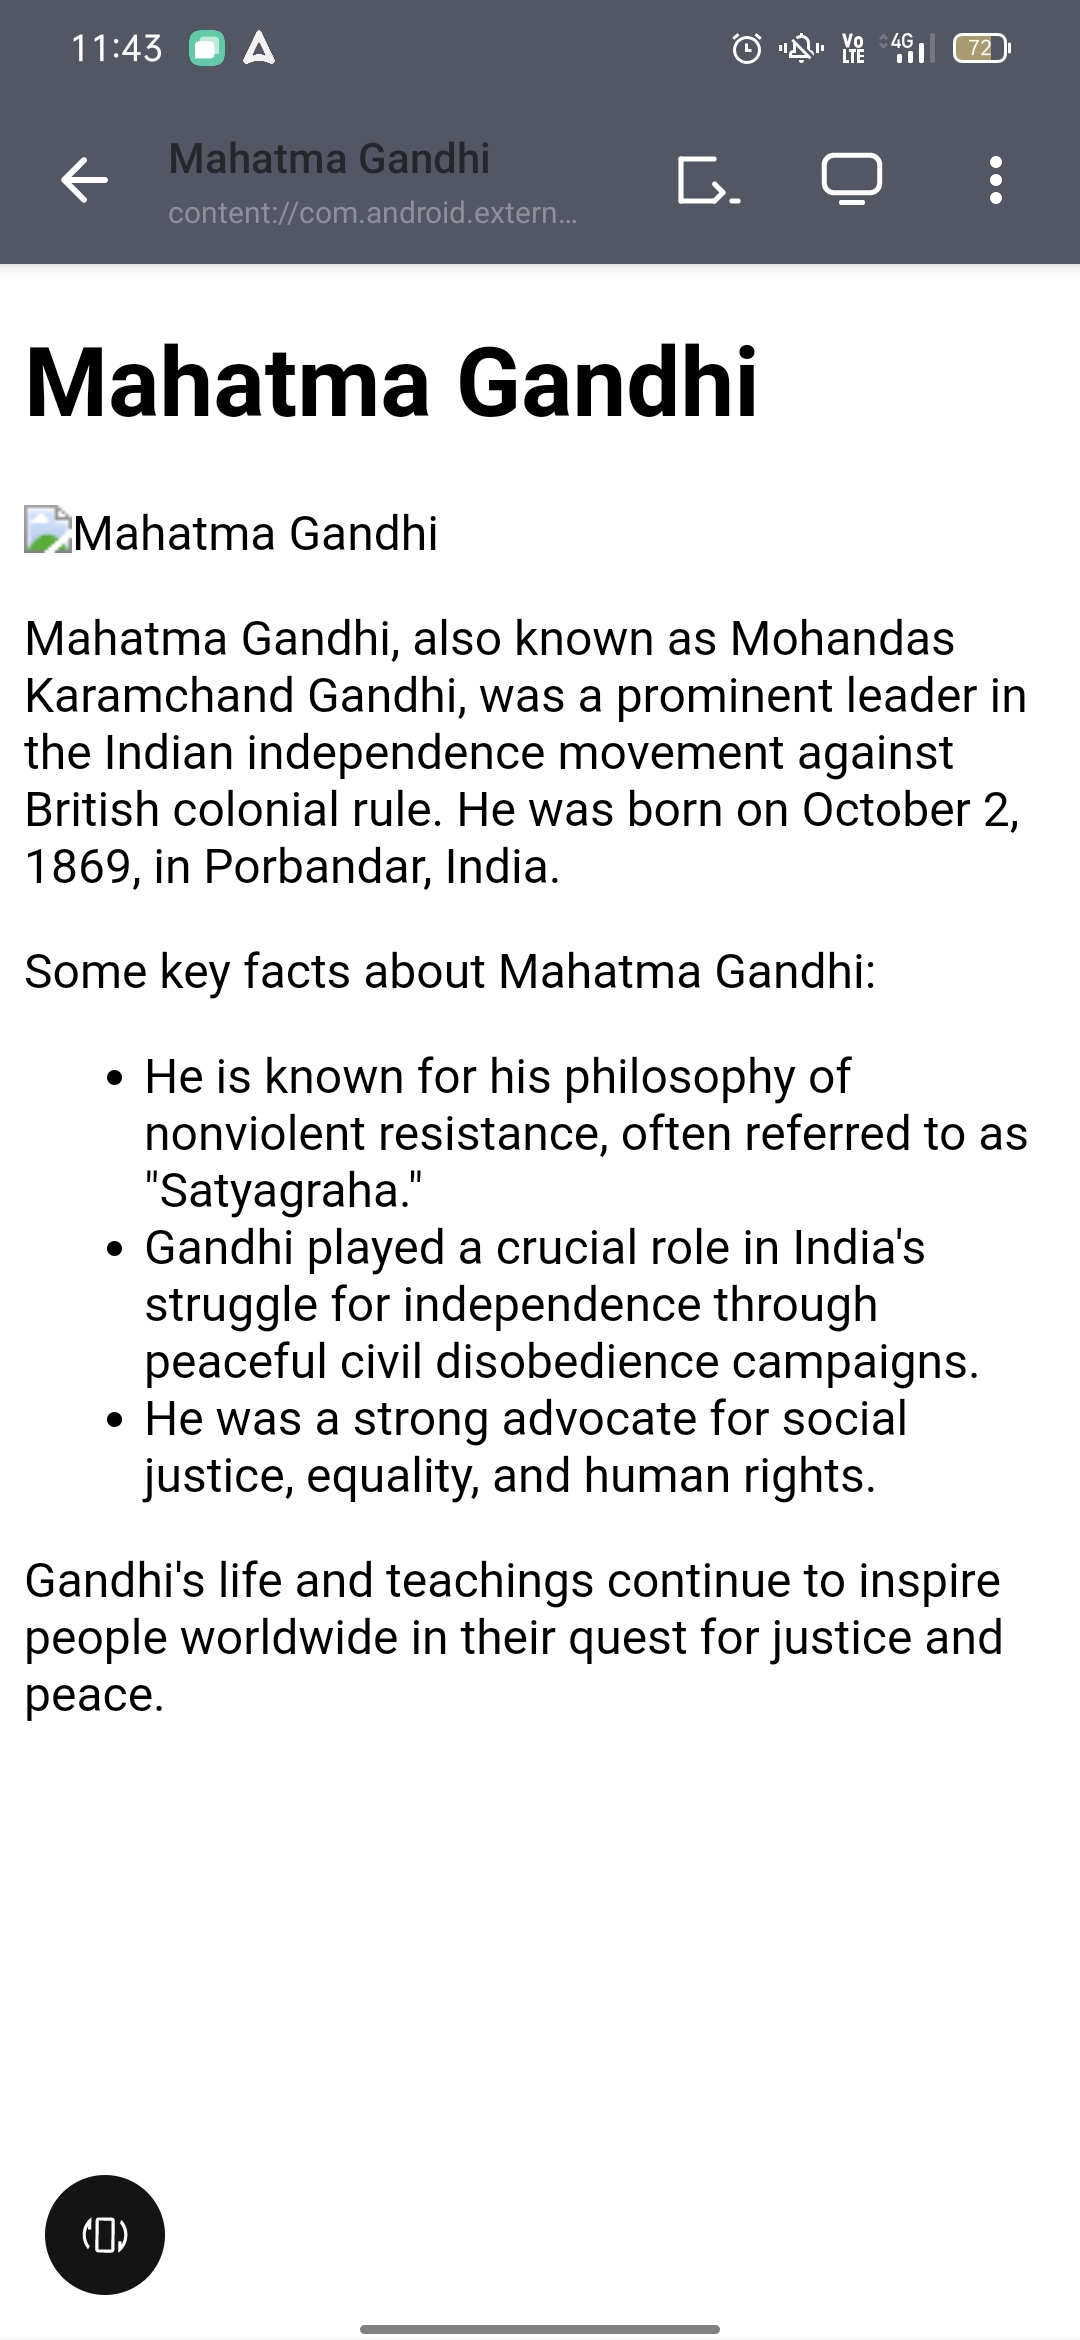 11:43
Vo
LTE
4G
72
Mahatma Gandhi
content://com.android.extern...
Mahatma Gandhi
Mahatma Gandhi
Mahatma Gandhi, also known as Mohandas
Karamchand Gandhi, was a prominent leader in
the Indian independence movement against
British colonial rule. He was born on October 2,
1869, in Porbandar, India.
Some key facts about Mahatma Gandhi:
• He is known for his philosophy of
nonviolent resistance, often referred to as
"Satyagraha."
• Gandhi played a crucial role in India's
struggle for independence through
peaceful civil disobedience campaigns.
• He was a strong advocate for social
justice, equality, and human rights.
Gandhi's life and teachings continue to inspire
people worldwide in their quest for justice and
peace.